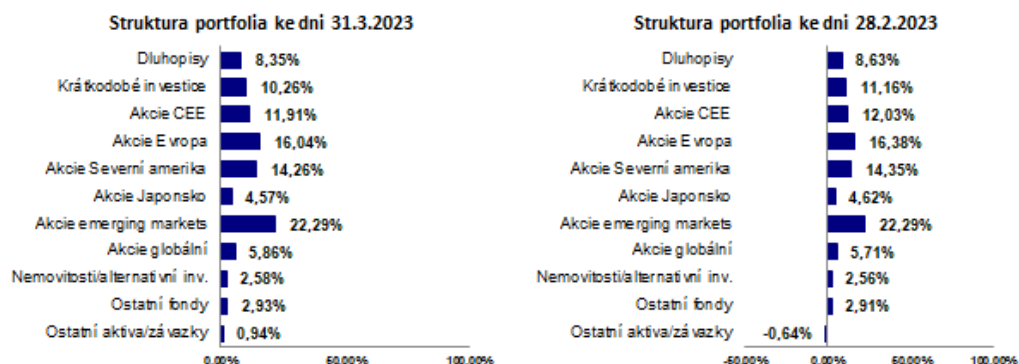 Struktura portfolia ke dni 31.3.2023
Dluhopisy 8,35%
Krátkodobé investice 10,26%
Akcie CEE 11,91%
Akcie Evropa 16,04%
Akcie Severní amerika 14,26%
Akcie Japonsko 4,57%
Akcie emerging markets 22,29%
Akcie globální 5,86%
Nemovitosti/alternativní inv. 2,58%
Ostatní fondy 2,93%
Ostatní aktiva/závazky 0,94%
0.00% 50.00% 100.00%
Struktura portfolia ke dni 28.2.2023
Dluhopisy 8,63%
Krátkodobé investice 11,16%
Akcie CEE 12,03%
Akcie Evropa 16,38%
Akcie Severní amerika 14,35%
Akcie Japonsko 4,62%
Akcie emerging markets 22,29%
Akcie globální 5,71%
Nemovitosti/alternativní inv. 2,56%
Ostatní fondy 2,91%
Ostatní aktiva/závazky -0,64%
-50.00% 0.00% 50.00% 100.00%